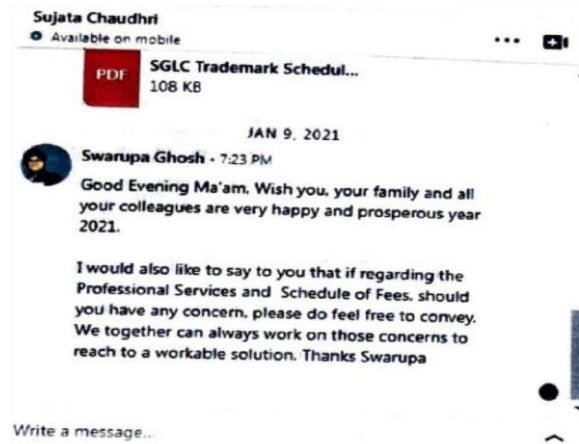 Sujata Chaudhri
Available on mobile
PDF
SGLC Trademark Schedul...
108 KB
JAN 9, 2021
Swarupa Ghosh • 7:23 PM
Good Evening Ma'am, Wish you, your family and all
your colleagues are very happy and prosperous year
2021.
I would also like to say to you that if regarding the
Professional Services and Schedule of Fees, should
you have any concern, please do feel free to convey.
We together can always work on those concerns to
reach to a workable solution. Thanks Swarupa
Write a message...